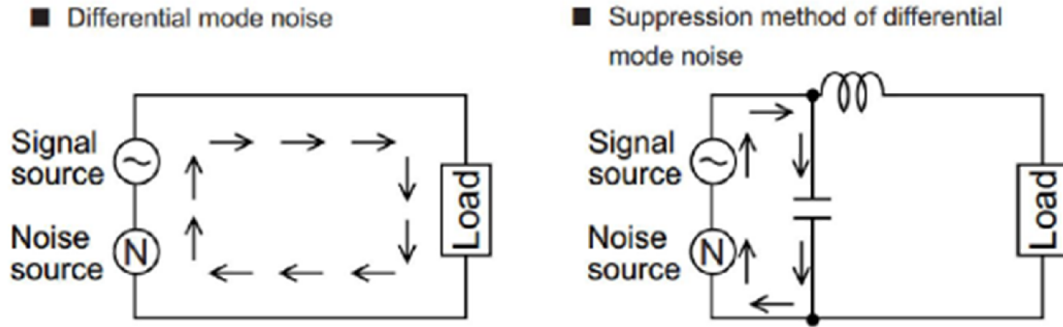 ■ Differential mode noise
Signal
source
Noise
source
N
Load
■ Suppression method of differential
mode noise
Signal
source
Noise
source
N
Load